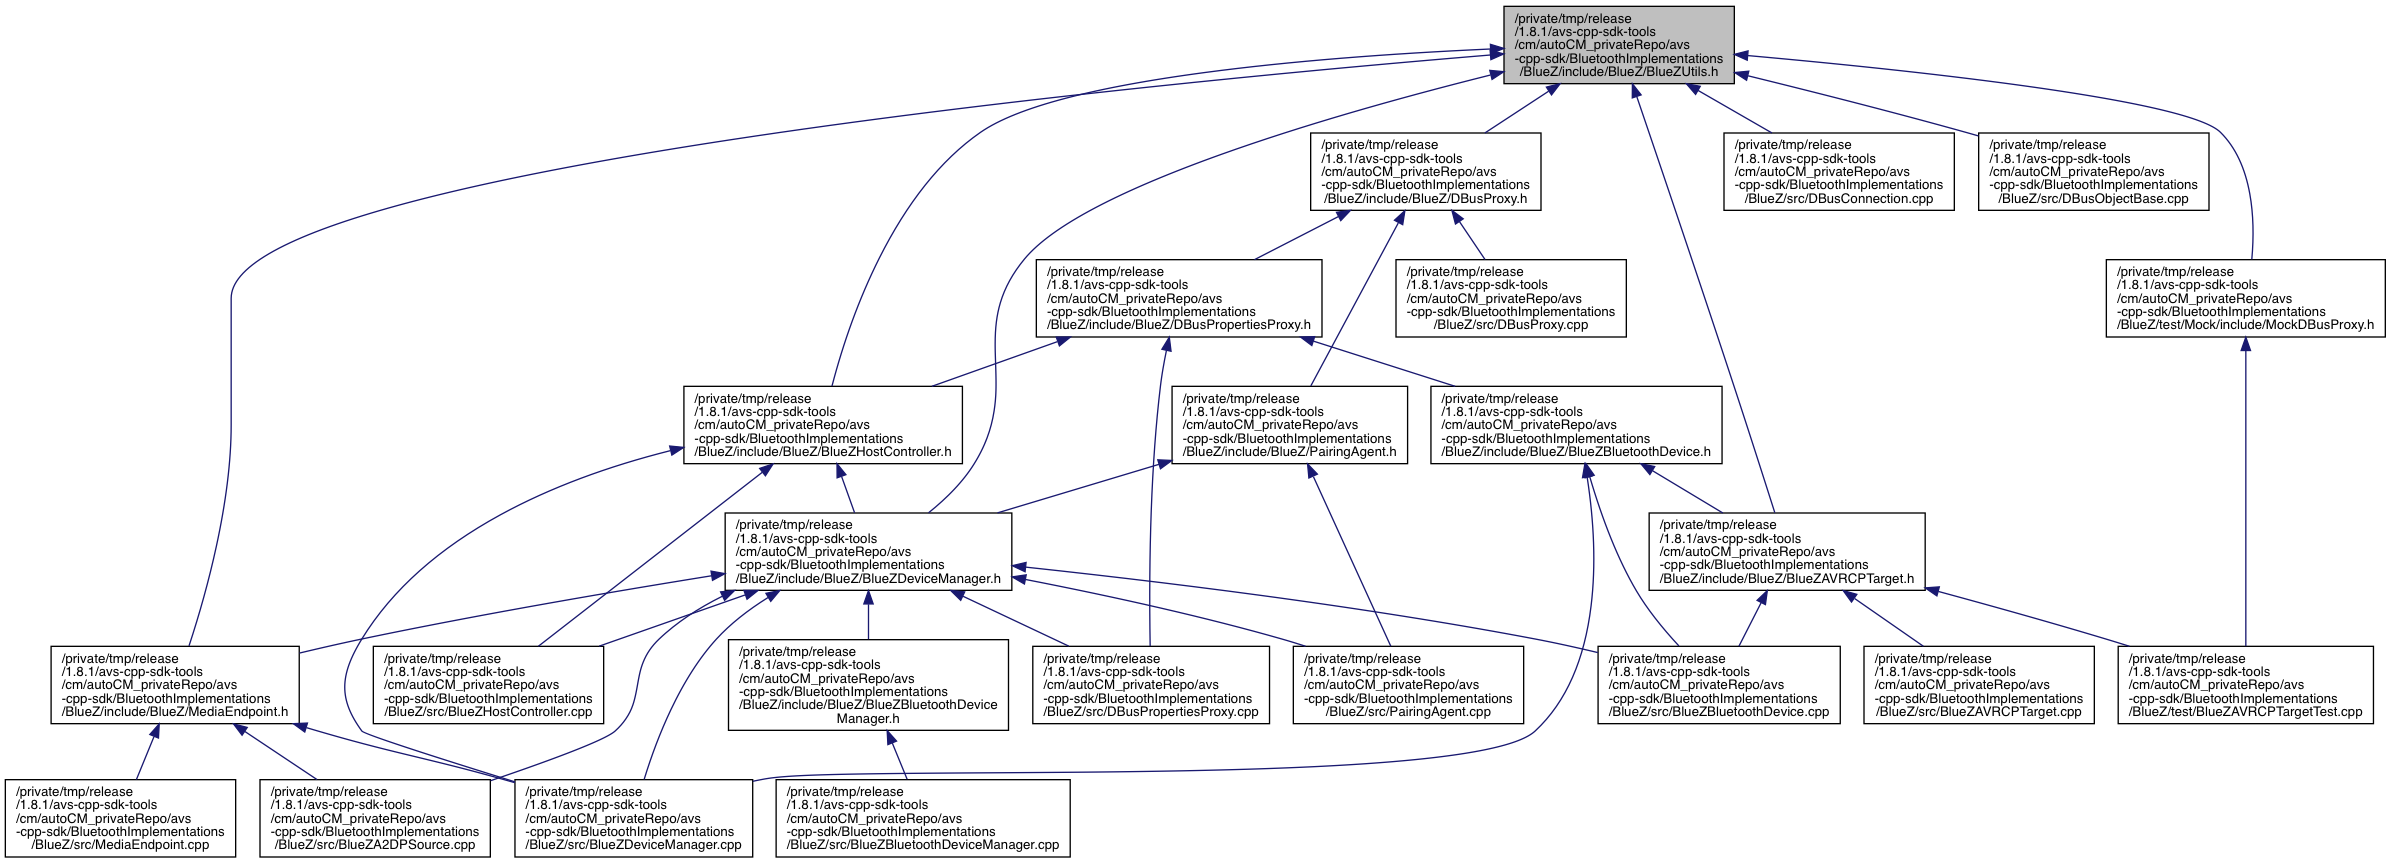 /private/tmp/release
/1.8.1/avs-cpp-sdk-tools
/cm/autoCM_privateRepo/avs
-cpp-sdk/BluetoothImplementations
/BlueZ/include/BlueZ/BlueZUtils.h
/private/tmp/release
/1.8.1/avs-cpp-sdk-tools
/cm/autoCM_privateRepo/avs
-cpp-sdk/BluetoothImplementations
/BlueZ/include/BlueZ/DBusProxy.h
/private/tmp/release
/1.8.1/avs-cpp-sdk-tools
/cm/autoCM_privateRepo/avs
-cpp-sdk/BluetoothImplementations
/BlueZ/src/DBusConnection.cpp
/private/tmp/release
/1.8.1/avs-cpp-sdk-tools
/cm/autoCM_privateRepo/avs
-cpp-sdk/BluetoothImplementations
/BlueZ/src/DBusObjectBase.cpp
/private/tmp/release
/1.8.1/avs-cpp-sdk-tools
/cm/autoCM_privateRepo/avs
-cpp-sdk/BluetoothImplementations
/BlueZ/include/BlueZ/DBusPropertiesProxy.h
/private/tmp/release
/1.8.1/avs-cpp-sdk-tools
/cm/autoCM_privateRepo/avs
-cpp-sdk/BluetoothImplementations
/BlueZ/src/DBusProxy.cpp
/private/tmp/release
/1.8.1/avs-cpp-sdk-tools
/cm/autoCM_privateRepo/avs
-cpp-sdk/BluetoothImplementations
/BlueZ/test/Mock/include/MockDBusProxy.h
/private/tmp/release
/1.8.1/avs-cpp-sdk-tools
/cm/autoCM_privateRepo/avs
-cpp-sdk/BluetoothImplementations
/BlueZ/include/BlueZ/BlueZHostController.h
/private/tmp/release
/1.8.1/avs-cpp-sdk-tools
/cm/autoCM_privateRepo/avs
-cpp-sdk/BluetoothImplementations
/BlueZ/include/BlueZ/PairingAgent.h
/private/tmp/release
/1.8.1/avs-cpp-sdk-tools
/cm/autoCM_privateRepo/avs
-cpp-sdk/BluetoothImplementations
/BlueZ/include/BlueZ/BlueZBluetoothDevice.h
/private/tmp/release
/1.8.1/avs-cpp-sdk-tools
/cm/autoCM_privateRepo/avs
-cpp-sdk/BluetoothImplementations
/BlueZ/include/BlueZ/BlueZDeviceManager.h
/private/tmp/release
/1.8.1/avs-cpp-sdk-tools
/cm/autoCM_privateRepo/avs
-cpp-sdk/BluetoothImplementations
/BlueZ/include/BlueZ/BlueZAVRCPTarget.h
/private/tmp/release
/1.8.1/avs-cpp-sdk-tools
/cm/autoCM_privateRepo/avs
-cpp-sdk/BluetoothImplementations
/BlueZ/include/BlueZ/MediaEndpoint.h
/private/tmp/release
/1.8.1/avs-cpp-sdk-tools
/cm/autoCM_privateRepo/avs
-cpp-sdk/BluetoothImplementations
/BlueZ/src/BlueZHostController.cpp
/private/tmp/release
/1.8.1/avs-cpp-sdk-tools
/cm/autoCM_privateRepo/avs
-cpp-sdk/BluetoothImplementations
/BlueZ/include/BlueZ/BlueZBluetoothDevice
Manager.h
/private/tmp/release
/1.8.1/avs-cpp-sdk-tools
/cm/autoCM_privateRepo/avs
-cpp-sdk/BluetoothImplementations
/BlueZ/src/DBusPropertiesProxy.cpp
/private/tmp/release
/1.8.1/avs-cpp-sdk-tools
/cm/autoCM_privateRepo/avs
-cpp-sdk/BluetoothImplementations
/BlueZ/src/PairingAgent.cpp
/private/tmp/release
/1.8.1/avs-cpp-sdk-tools
/cm/autoCM_privateRepo/avs
-cpp-sdk/BluetoothImplementations
/BlueZ/src/BlueZBluetoothDevice.cpp
/private/tmp/release
/1.8.1/avs-cpp-sdk-tools
/cm/autoCM_privateRepo/avs
-cpp-sdk/BluetoothImplementations
/BlueZ/src/BlueZAVRCPTarget.cpp
/private/tmp/release
/1.8.1/avs-cpp-sdk-tools
/cm/autoCM_privateRepo/avs
-cpp-sdk/BluetoothImplementations
/BlueZ/test/BlueZAVRCPTargetTest.cpp
/private/tmp/release
/1.8.1/avs-cpp-sdk-tools
/cm/autoCM_privateRepo/avs
-cpp-sdk/BluetoothImplementations
/BlueZ/src/MediaEndpoint.cpp
/private/tmp/release
/1.8.1/avs-cpp-sdk-tools
/cm/autoCM_privateRepo/avs
-cpp-sdk/BluetoothImplementations
/BlueZ/src/BlueZA2DPSource.cpp
/private/tmp/release
/1.8.1/avs-cpp-sdk-tools
/cm/autoCM_privateRepo/avs
-cpp-sdk/BluetoothImplementations
/BlueZ/src/BlueZDeviceManager.cpp
/private/tmp/release
/1.8.1/avs-cpp-sdk-tools
/cm/autoCM_privateRepo/avs
-cpp-sdk/BluetoothImplementations
/BlueZ/src/BlueZBluetoothDeviceManager.cpp